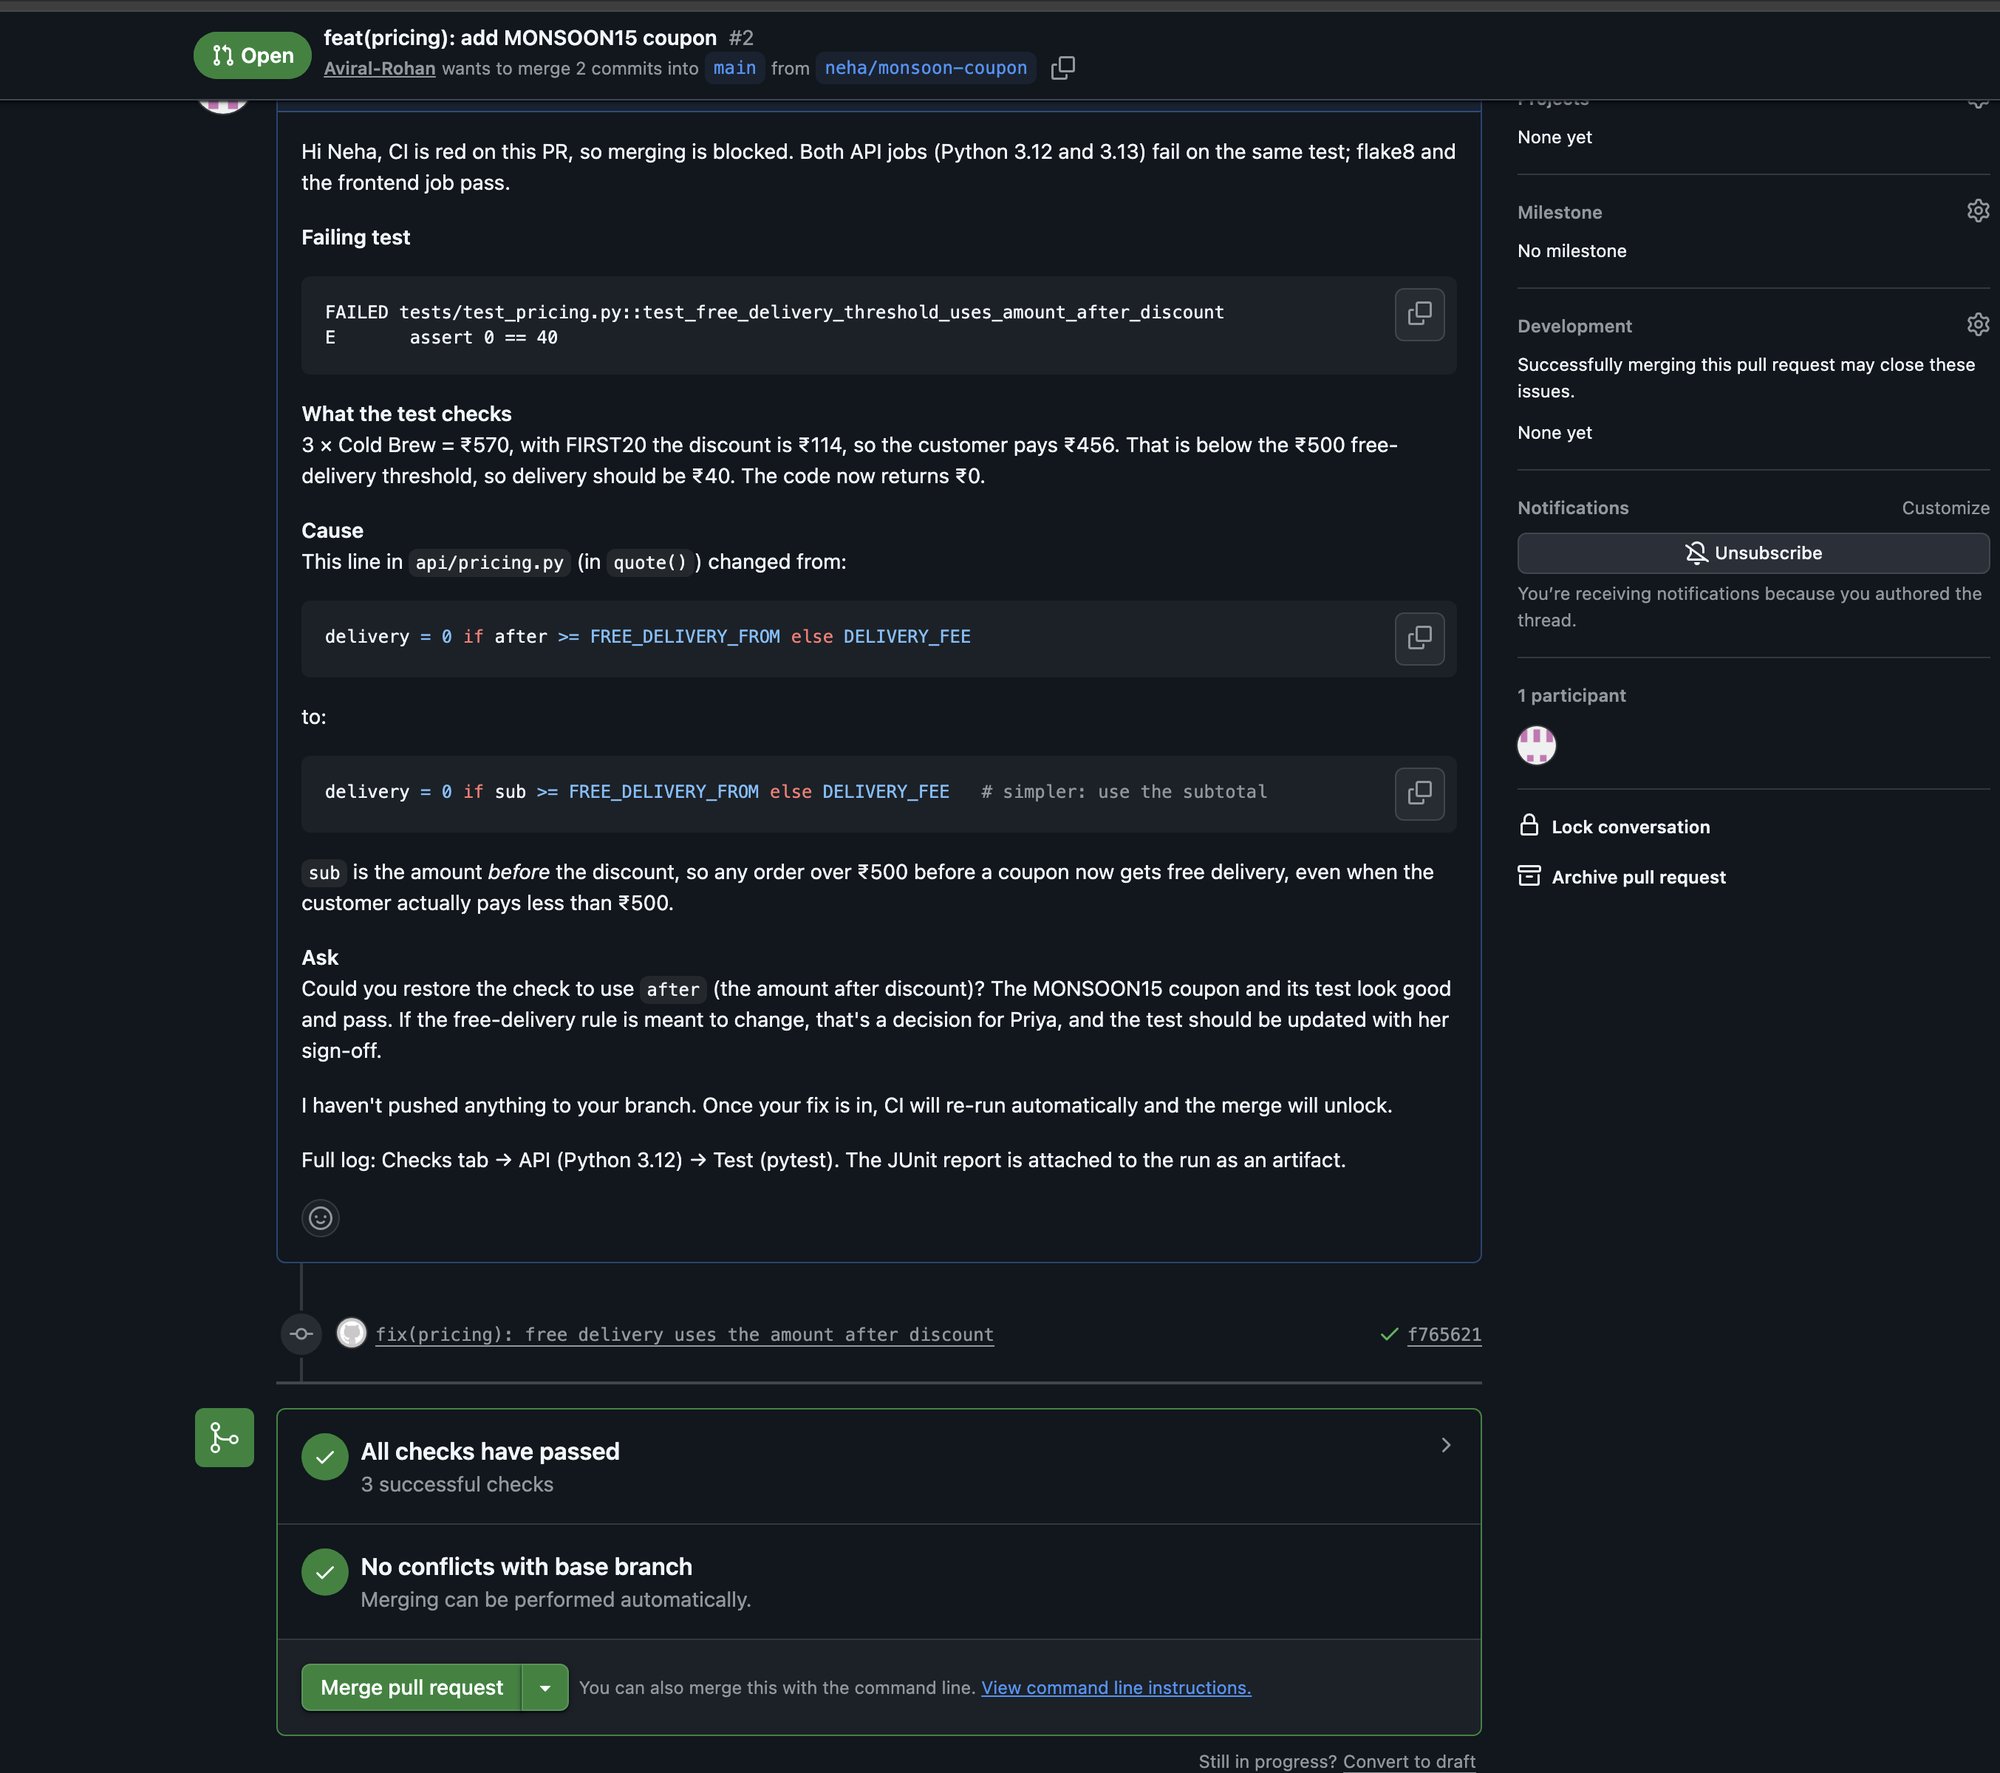 Open
feat(pricing): add MONSOON15 coupon #2
Aviral-Rohan wants to merge 2 commits into main from neha/monsoon-coupon
Hi Neha, CI is red on this PR, so merging is blocked. Both API jobs (Python 3.12 and 3.13) fail on the same test; flake8 and
the frontend job pass.
Failing test
FAILED tests/test_pricing.py::test_free_delivery_threshold_uses_amount_after_discount
E       assert 0 == 40
What the test checks
3 × Cold Brew = ₹570, with FIRST20 the discount is ₹114, so the customer pays ₹456. That is below the ₹500 free-
delivery threshold, so delivery should be ₹40. The code now returns ₹0.
Cause
This line in api/pricing.py (in quote() ) changed from:
delivery = 0 if after >= FREE_DELIVERY_FROM else DELIVERY_FEE
to:
delivery = 0 if sub >= FREE_DELIVERY_FROM else DELIVERY_FEE   # simpler: use the subtotal
sub is the amount before the discount, so any order over ₹500 before a coupon now gets free delivery, even when the
customer actually pays less than ₹500.
Ask
Could you restore the check to use after (the amount after discount)? The MONSOON15 coupon and its test look good
and pass. If the free-delivery rule is meant to change, that's a decision for Priya, and the test should be updated with her
sign-off.
I haven't pushed anything to your branch. Once your fix is in, CI will re-run automatically and the merge will unlock.
Full log: Checks tab → API (Python 3.12) → Test (pytest). The JUnit report is attached to the run as an artifact.
fix(pricing): free delivery uses the amount after discount
f765621
All checks have passed
3 successful checks
No conflicts with base branch
Merging can be performed automatically.
Merge pull request
You can also merge this with the command line. View command line instructions.
Still in progress? Convert to draft
Projects
None yet
Milestone
No milestone
Development
Successfully merging this pull request may close these
issues.
None yet
Notifications
Customize
Unsubscribe
You're receiving notifications because you authored the
thread.
1 participant
Lock conversation
Archive pull request